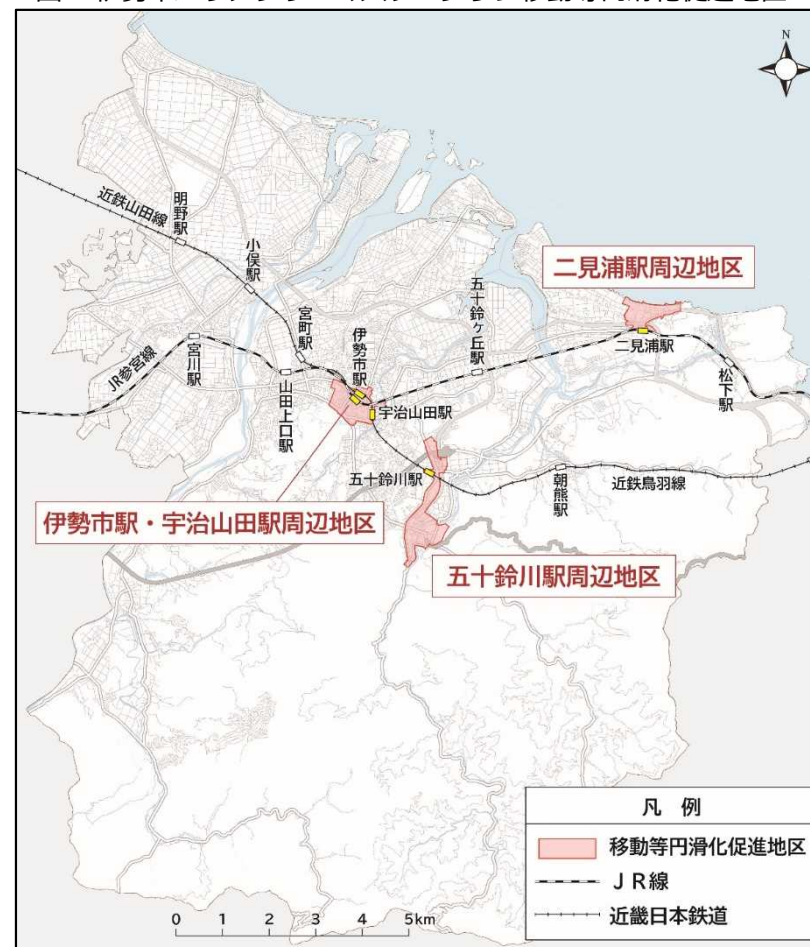 N
近鉄山田線
明野駅
小俣駅
宮町駅
伊勢市駅
五十鈴ヶ丘駅
二見浦駅周辺地区
二見浦駅
松下駅
JR参宮線
宮川駅
山田上口駅
宇治山田駅
五十鈴川駅
朝熊駅
近鉄鳥羽線
伊勢市駅・宇治山田駅周辺地区
五十鈴川駅周辺地区
凡 例
移動等円滑化促進地区
JR線
近畿日本鉄道
0 1 2 3 4 5km